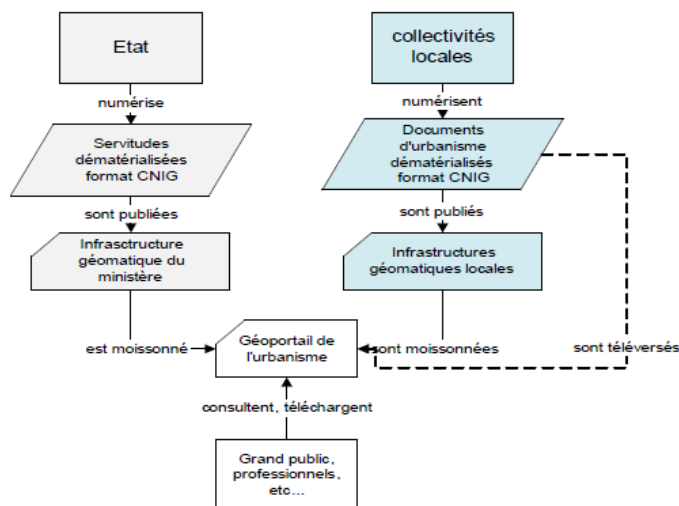 Etat
collectivités
locales
numérise
numérisent
Servitudes
dématérialisées
format CNIG
Documents
d'urbanisme
dématérialisés
format CNIG
sont publiées
sont publiés
Infrasctructure
géomatique du
ministère
Infrastructures
géomatiques locales
est moissonné
Géoportail de
l'urbanisme
sont moissonnées
sont téléversés
consultent, téléchargent
Grand public,
professionnels,
etc...